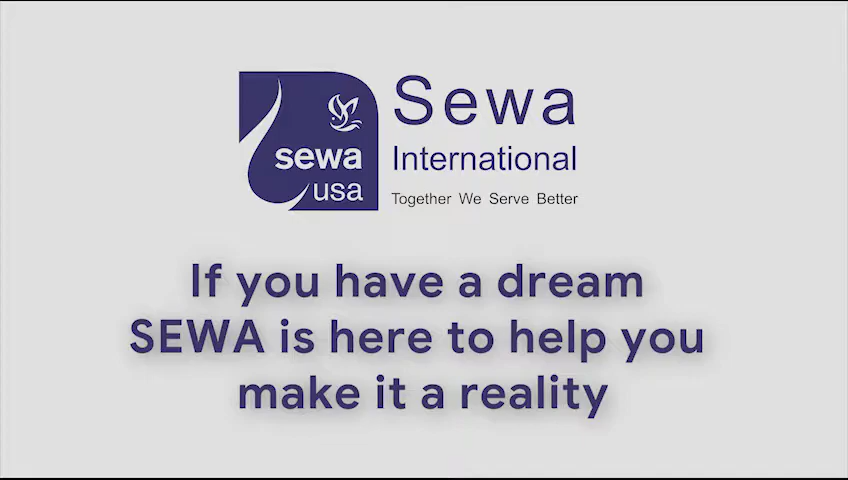 sewa
usa
Sewa
International
Together We Serve Better
If you have a dream
SEWA is here to help you
make it a reality